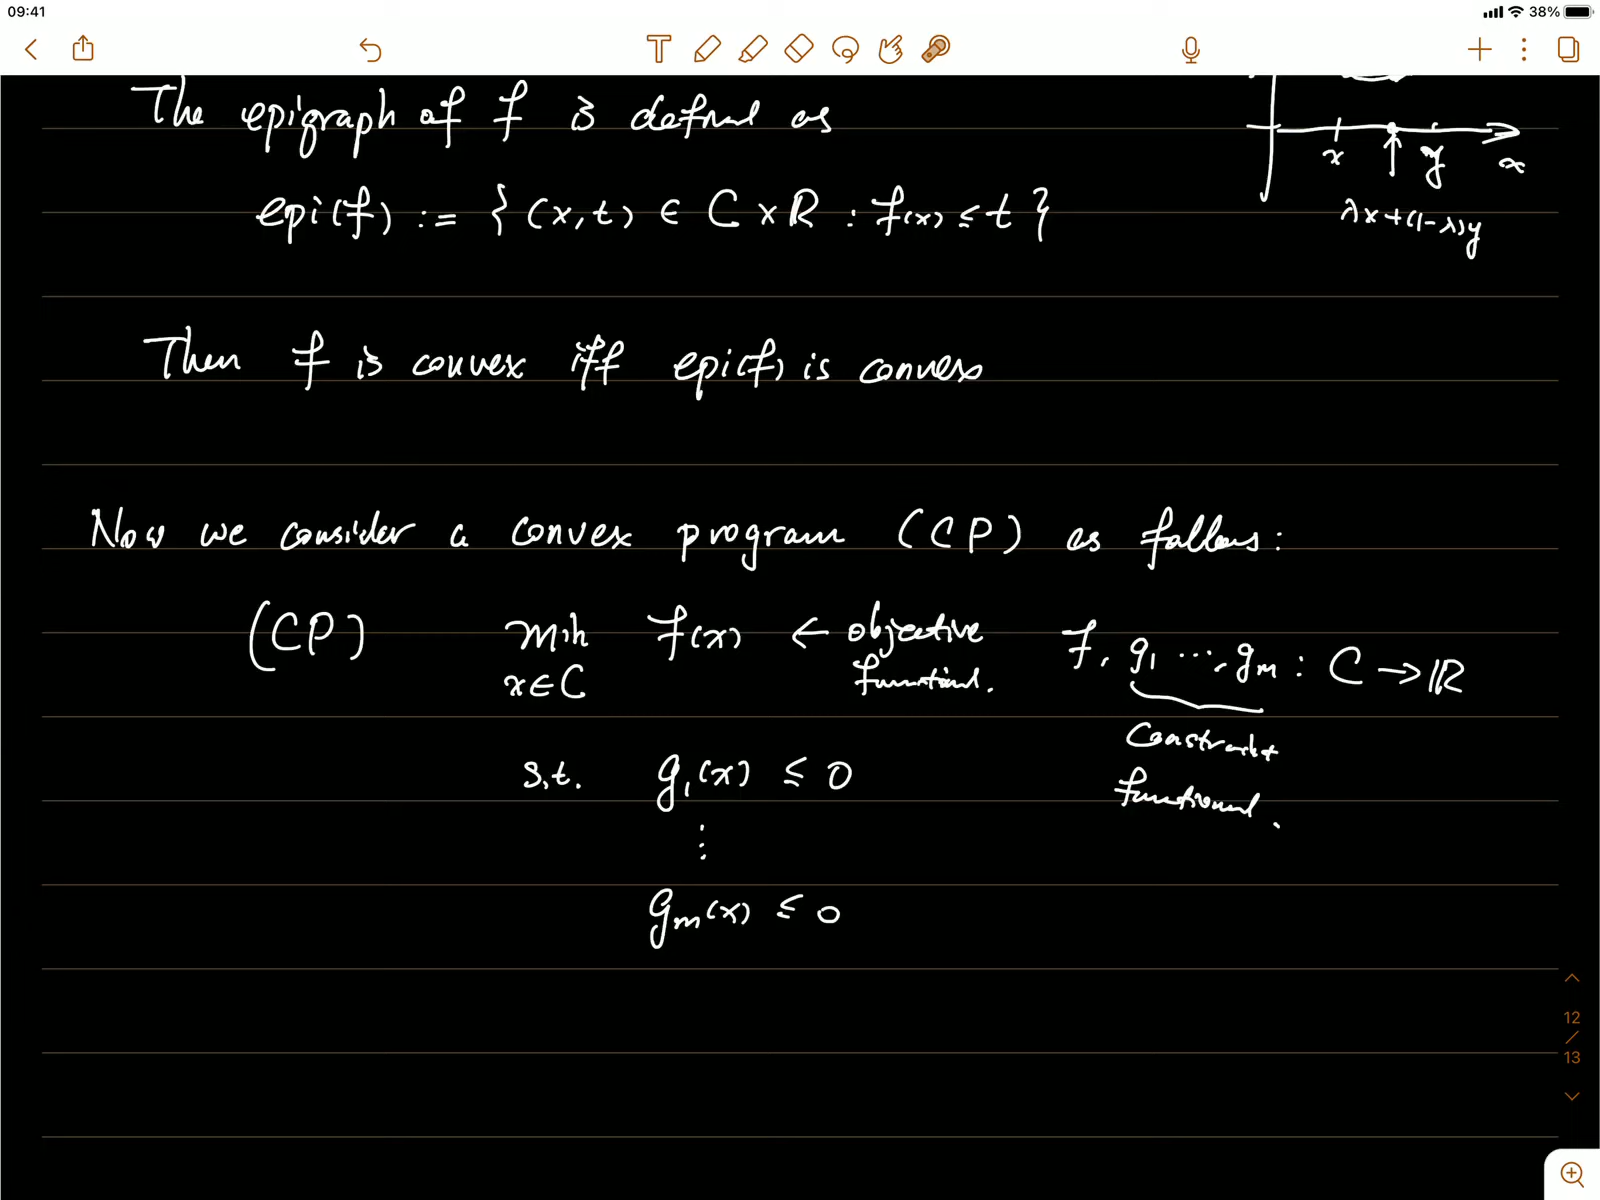 09:41
38%
T
The epigraph of f is defined as
epi(f) := { (x,t) ∈ C × R : f(x) ≤ t }
x y x
λx+(1-λ)y
Then f is convex iff epi(f) is convex
Now we consider a convex program (CP) as follows:
(CP) min f(x) ← objective f, g₁ ..., gₘ : C → ℝ
x∈C functional.
constraint
s.t. g₁(x) ≤ 0
functional.
⋮
gₘ(x) ≤ 0
12
/
13